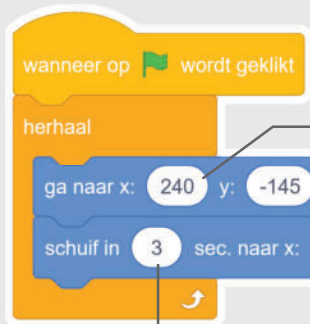 wanneer op wordt geklikt
herhaal
ga naar x: 240 y: -145
schuif in 3 sec. naar x: